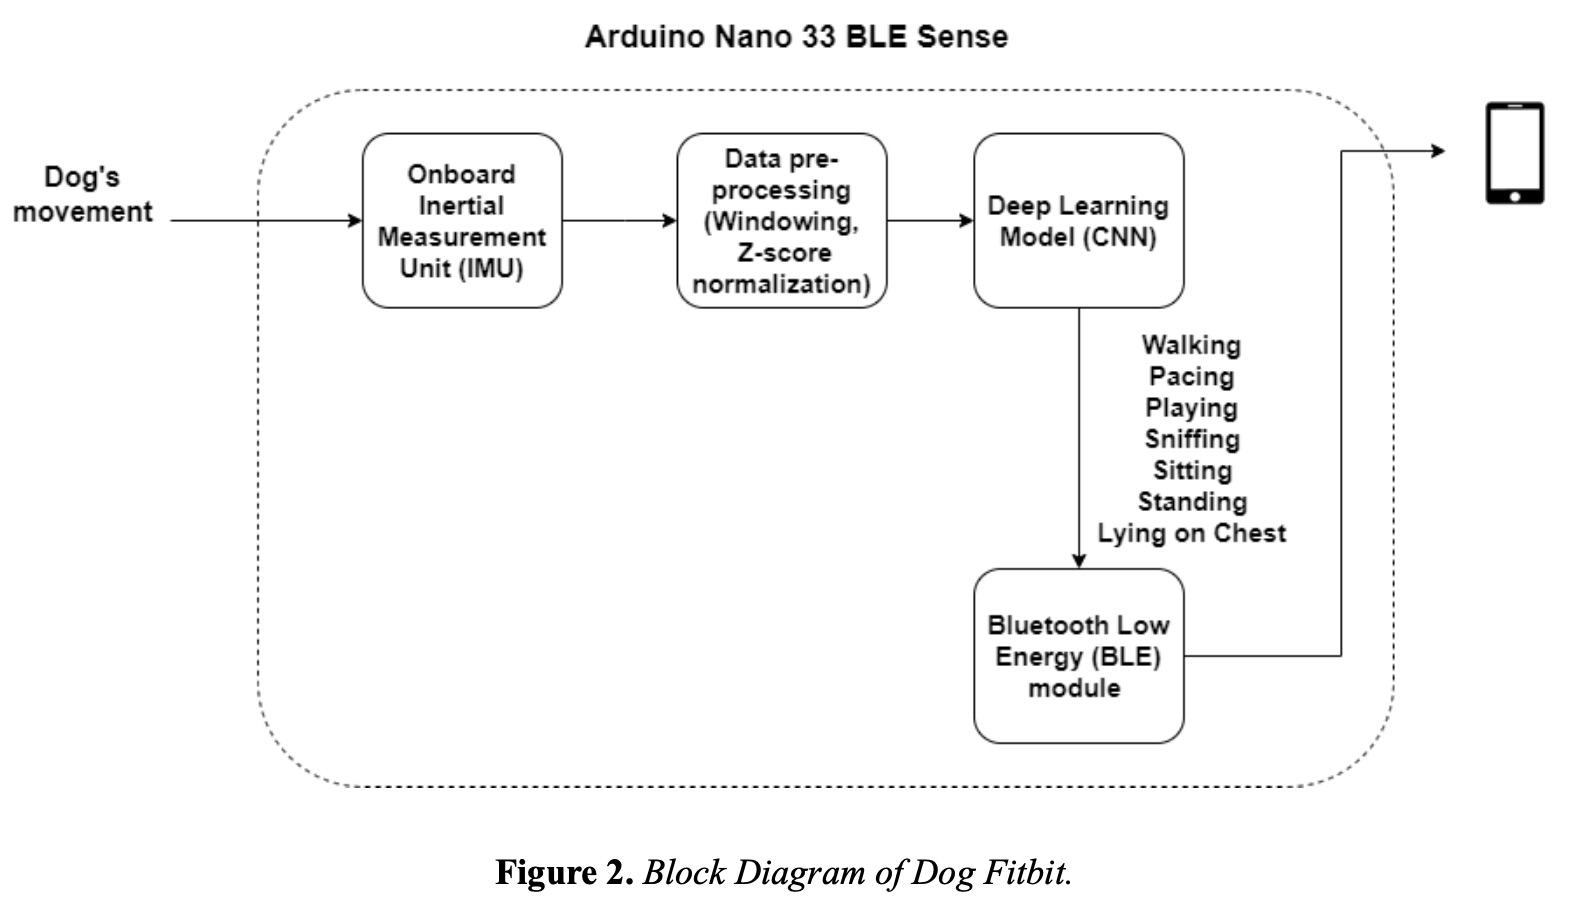 Arduino Nano 33 BLE Sense
Dog's
movement
Onboard
Inertial
Measurement
Unit (IMU)
Data pre-
processing
(Windowing,
Z-score
normalization)
Deep Learning
Model (CNN)
Walking
Pacing
Playing
Sniffing
Sitting
Standing
Lying on Chest
Bluetooth Low
Energy (BLE)
module
Figure 2. Block Diagram of Dog Fitbit.